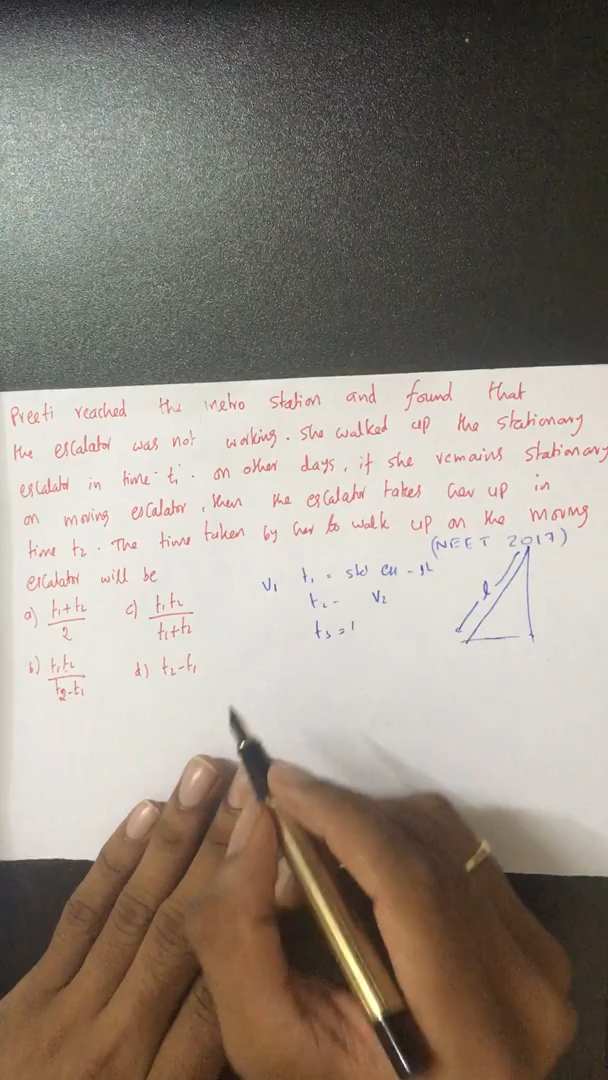 Preeti reached the metro station and found that
the escalator was not working. She walked up the stationary
escalator in time t₁. on other days, if she remains stationary
on moving escalator, then the escalator takes her up in
time t₂. The time taken by her to walk up on the moving
escalator will be
(NEET 2017)
a) t₁+t₂ / 2
c) t₁t₂ / t₁+t₂
b) t₁t₂ / t₂-t₁
d) t₂-t₁
V₁ t₁ =
t₂ - V₂
t₃ =
l